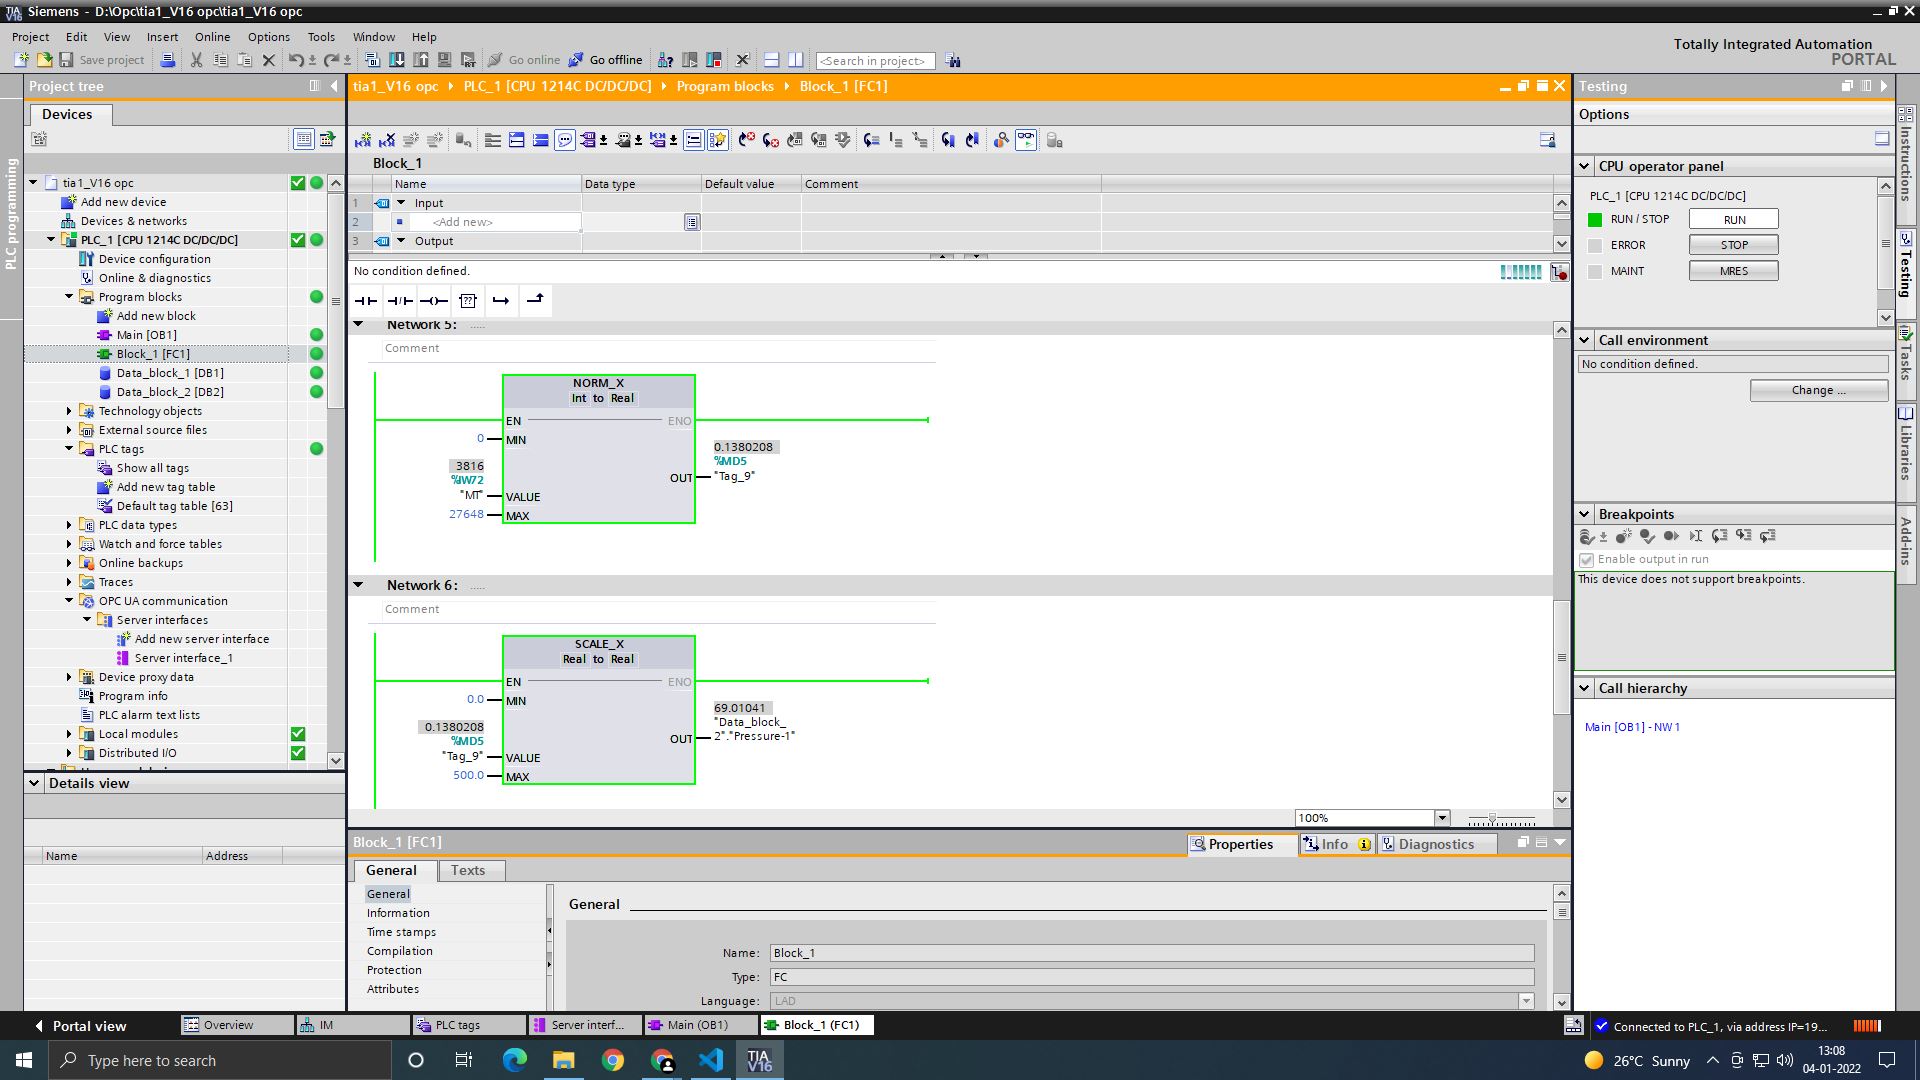 Siemens - D:\Opc\tia1_V16 opc\tia1_V16 opc
Project Edit View Insert Online Options Tools Window Help
Totally Integrated Automation
PORTAL
Save project Go online Go offline <Search in project>
Project tree
tia1_V16 opc PLC_1 [CPU 1214C DC/DC/DC] Program blocks Block_1 [FC1]
Testing
Devices
Options
PLC programming
tia1_V16 opc
Add new device
Devices & networks
PLC_1 [CPU 1214C DC/DC/DC]
Device configuration
Online & diagnostics
Program blocks
Add new block
Main [OB1]
Block_1 [FC1]
Data_block_1 [DB1]
Data_block_2 [DB2]
Technology objects
External source files
PLC tags
Show all tags
Add new tag table
Default tag table [63]
PLC data types
Watch and force tables
Online backups
Traces
OPC UA communication
Server interfaces
Add new server interface
Server interface_1
Device proxy data
Program info
PLC alarm text lists
Local modules
Distributed I/O
Details view
Name Address
Block_1
Name Data type Default value Comment
1 Input
2 <Add new>
3 Output
No condition defined.
Network 5: .....
Comment
NORM_X
Int to Real
EN ENO
0 MIN
0.1380208
%MD5
"Tag_9"
OUT
3816
%IW72
"MT" VALUE
27648 MAX
Network 6: .....
Comment
SCALE_X
Real to Real
EN ENO
0.0 MIN
69.01041
"Data_block_
2"."Pressure-1"
OUT
0.1380208
%MD5
"Tag_9" VALUE
500.0 MAX
100%
Block_1 [FC1]
Properties Info Diagnostics
General Texts
General
Information
Time stamps
Compilation
Protection
Attributes
General
Name: Block_1
Type: FC
Language: LAD
CPU operator panel
PLC_1 [CPU 1214C DC/DC/DC]
RUN / STOP RUN
ERROR STOP
MAINT MRES
Call environment
No condition defined.
Change ...
Breakpoints
Enable output in run
This device does not support breakpoints.
Call hierarchy
Main [OB1] - NW 1
Instructions
Testing
Tasks
Libraries
Add-ins
Portal view Overview IM PLC tags Server interf... Main (OB1) Block_1 (FC1)
Connected to PLC_1, via address IP=19...
Type here to search
TIA
V16
26°C Sunny
13:08
04-01-2022